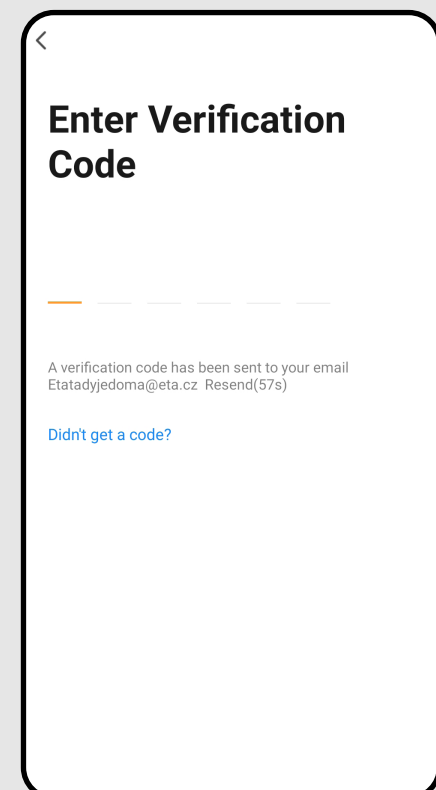 Enter Verification
Code
A verification code has been sent to your email
Etatadyjedoma@eta.cz Resend(57s)
Didn't get a code?